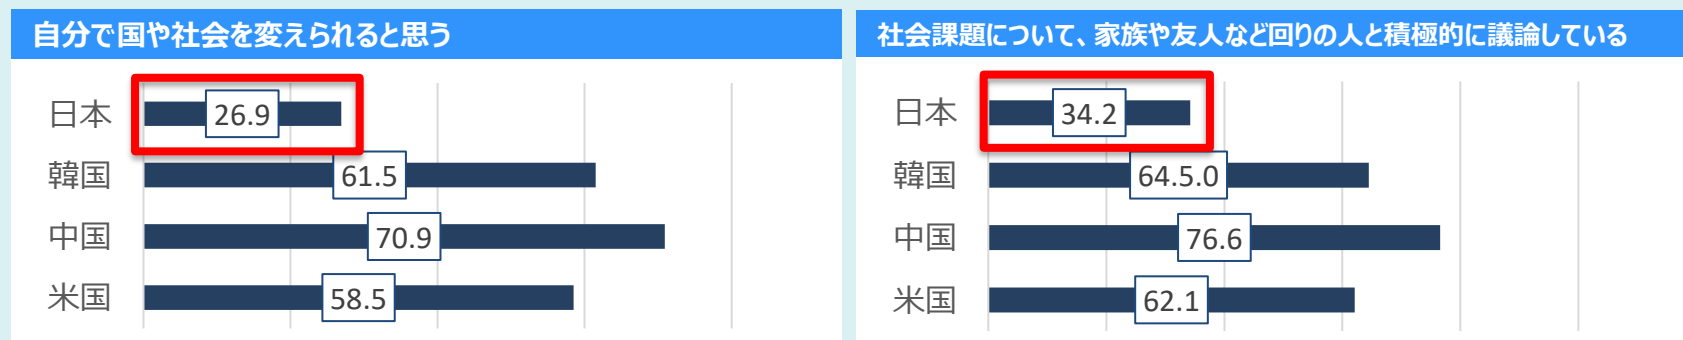 自分で国や社会を変えられると思う
日本 26.9
韓国 61.5
中国 70.9
米国 58.5
社会課題について、家族や友人など回りの人と積極的に議論している
日本 34.2
韓国 64.5.0
中国 76.6
米国 62.1